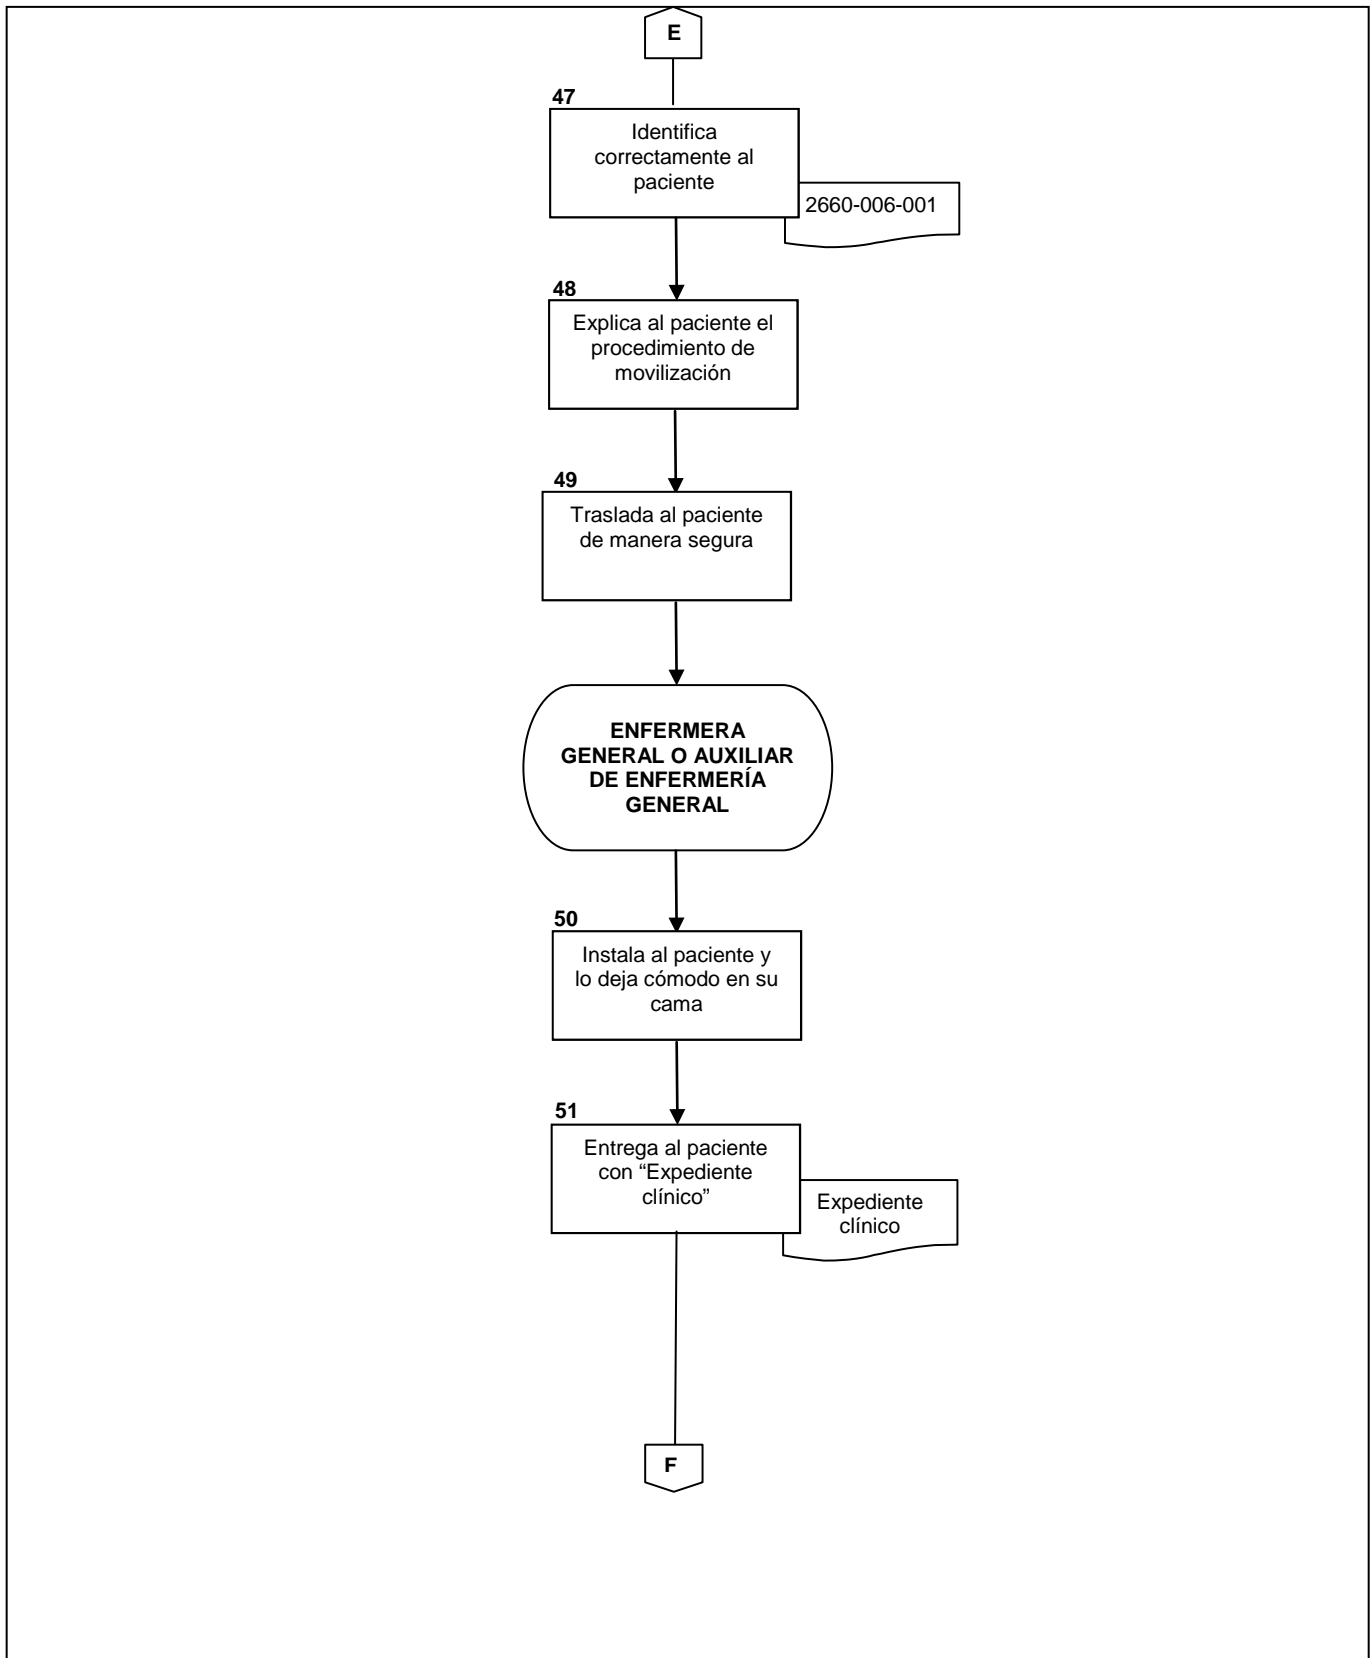 E
47
Identifica
correctamente al
paciente
2660-006-001
48
Explica al paciente el
procedimiento de
movilización
49
Traslada al paciente
de manera segura
ENFERMERA
GENERAL O AUXILIAR
DE ENFERMERÍA
GENERAL
50
Instala al paciente y
lo deja cómodo en su
cama
51
Entrega al paciente
con “Expediente
clínico”
Expediente
clínico
F